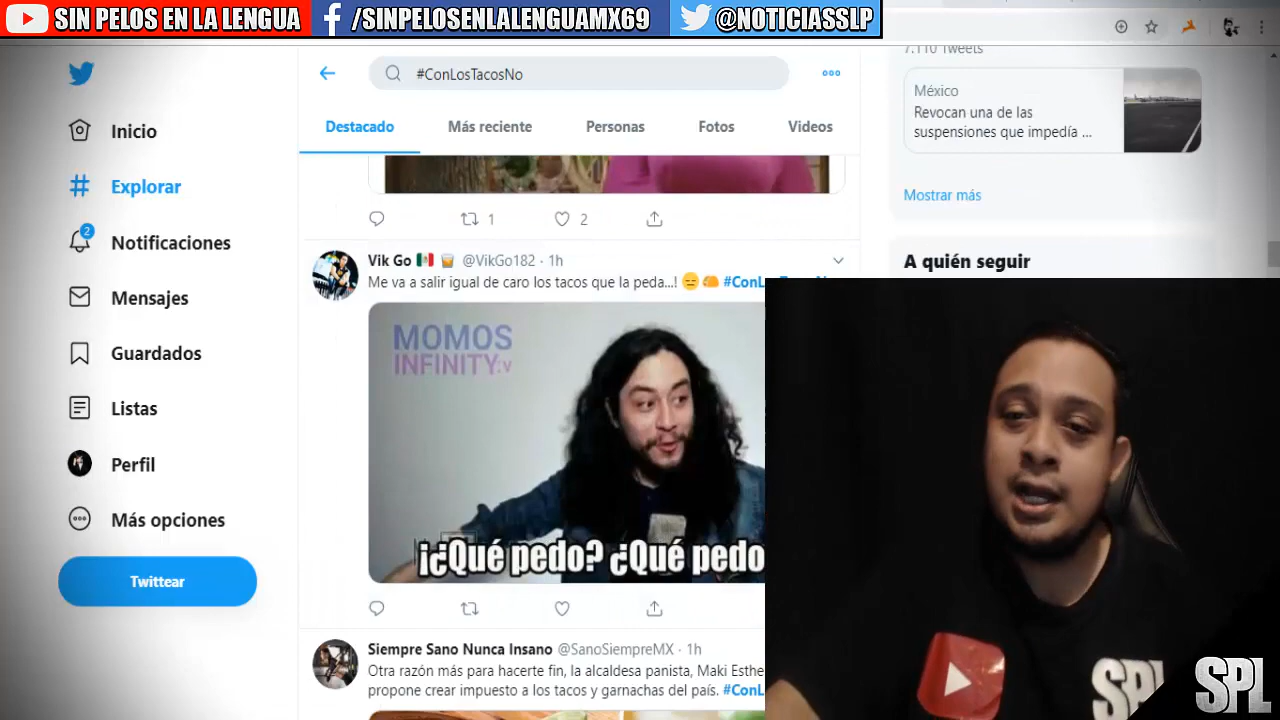 SIN PELOS EN LA LENGUA
/SINPELOSENLALENGUAMX69
@NOTICIASSLP
Inicio
Explorar
2
Notificaciones
Mensajes
Guardados
Listas
Perfil
Más opciones
Twittear
#ConLosTacosNo
Destacado
Más reciente
Personas
Fotos
Videos
1
2
Vik Go @VikGo182 · 1h
Me va a salir igual de caro los tacos que la peda...!
MOMOS
INFINITY:v
¡¿Qué pedo? ¿Qué pedo
Siempre Sano Nunca Insano @SanoSiempreMX · 1h
Otra razón más para hacerte fin, la alcaldesa panista, Maki Esthe
propone crear impuesto a los tacos y garnachas del país. #ConL
7.110 Tweets
México
Revocan una de las
suspensiones que impedía ...
Mostrar más
A quién seguir
SPL
SPL